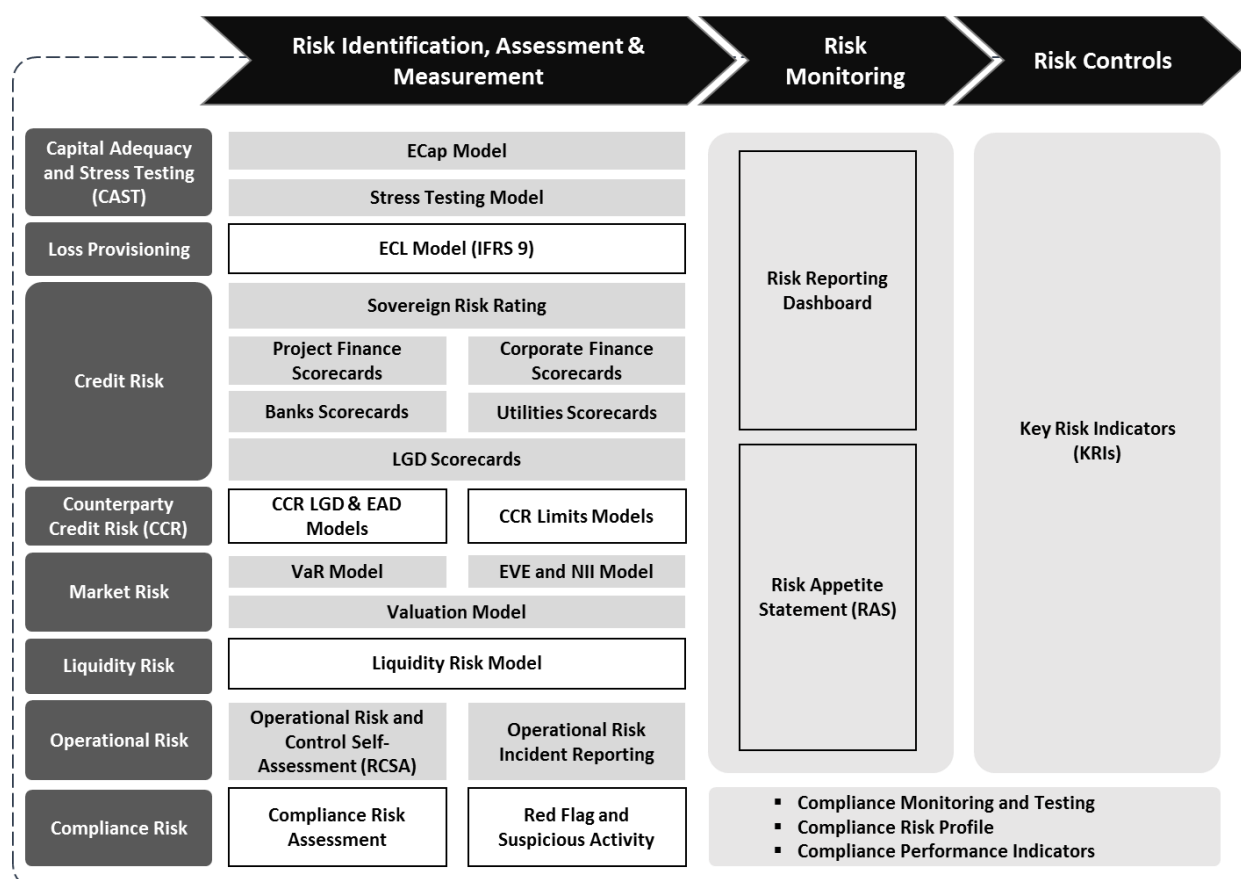 Risk Identification, Assessment &
Measurement
Risk
Monitoring
Risk Controls
Capital Adequacy
and Stress Testing
(CAST)
ECap Model
Stress Testing Model
Loss Provisioning
ECL Model (IFRS 9)
Credit Risk
Sovereign Risk Rating
Project Finance
Scorecards
Corporate Finance
Scorecards
Banks Scorecards
Utilities Scorecards
LGD Scorecards
Counterparty
Credit Risk (CCR)
CCR LGD & EAD
Models
CCR Limits Models
Market Risk
VaR Model
EVE and NII Model
Valuation Model
Liquidity Risk
Liquidity Risk Model
Operational Risk
Operational Risk and
Control Self-
Assessment (RCSA)
Operational Risk
Incident Reporting
Compliance Risk
Compliance Risk
Assessment
Red Flag and
Suspicious Activity
Risk Reporting
Dashboard
Risk Appetite
Statement (RAS)
Key Risk Indicators
(KRIs)
▪ Compliance Monitoring and Testing
▪ Compliance Risk Profile
▪ Compliance Performance Indicators